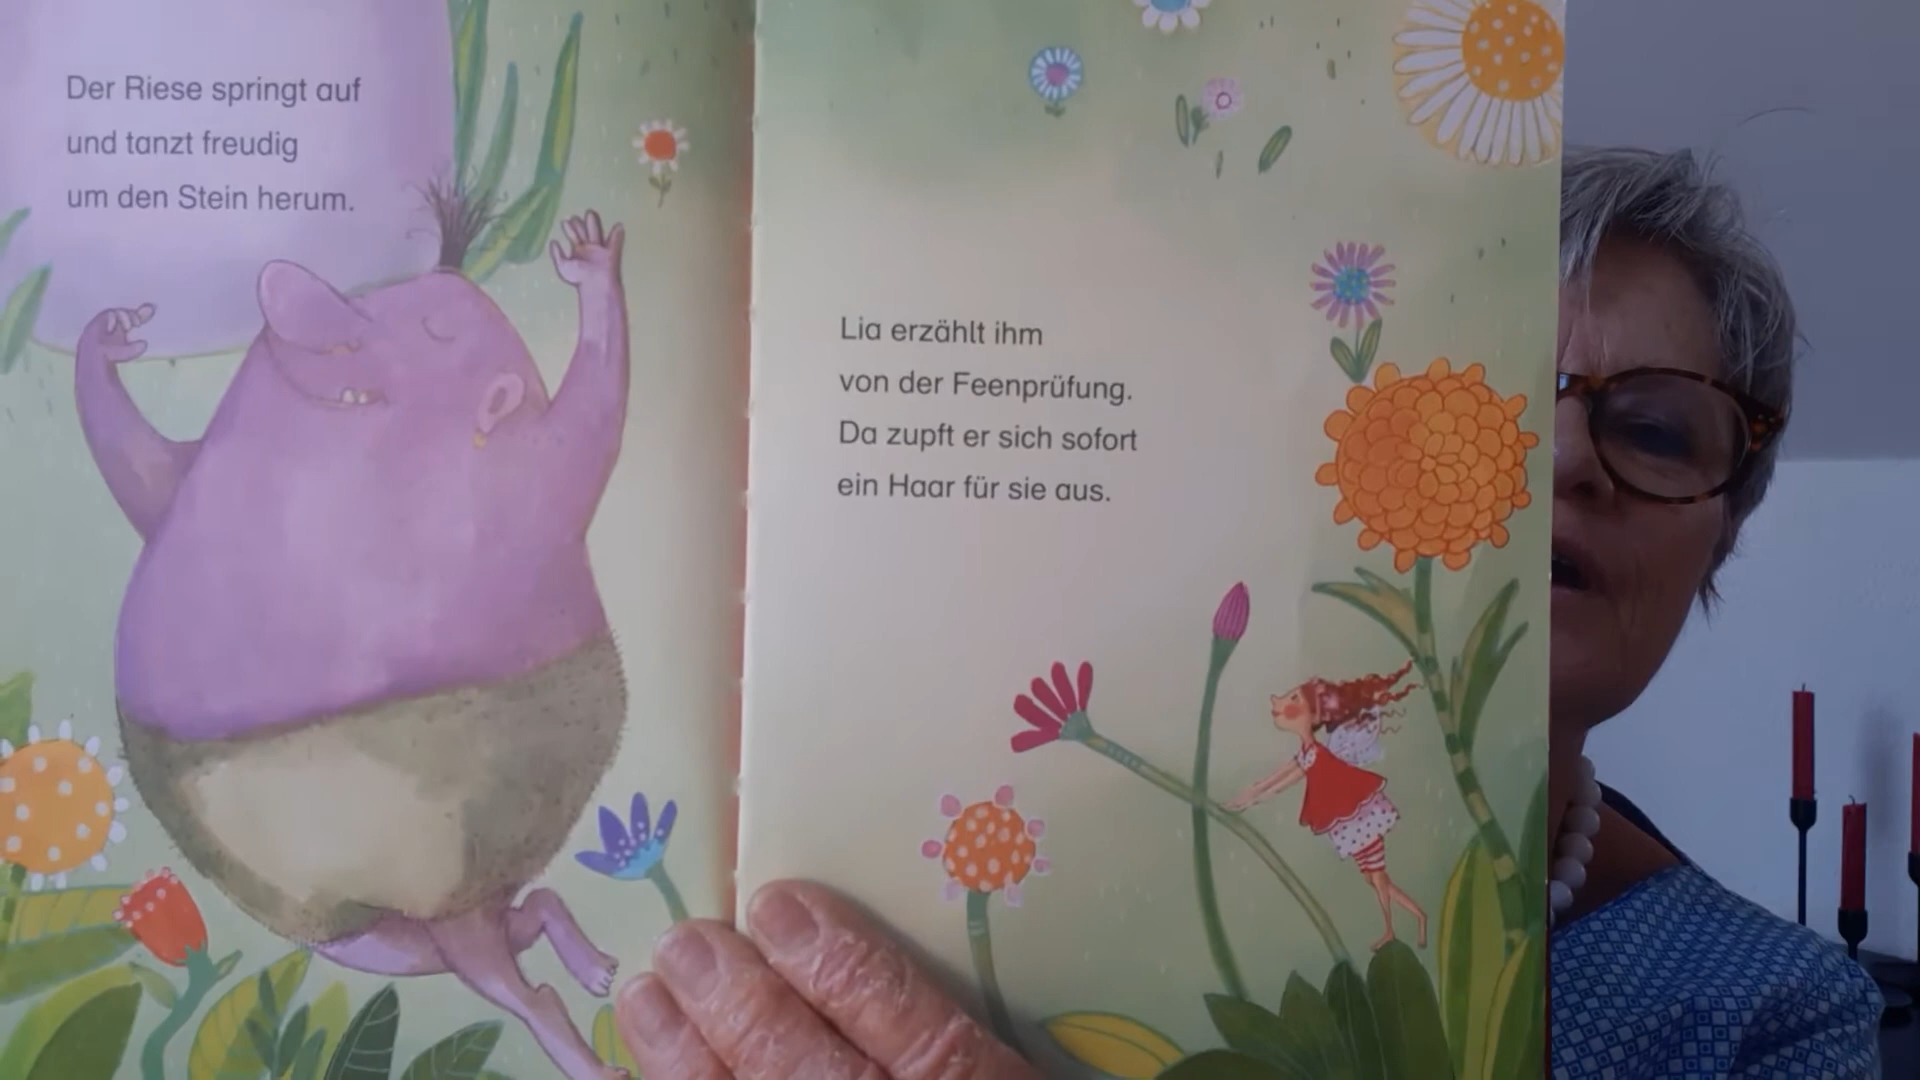 Der Riese springt auf
und tanzt freudig
um den Stein herum.
Lia erzählt ihm
von der Feenprüfung.
Da zupft er sich sofort
ein Haar für sie aus.